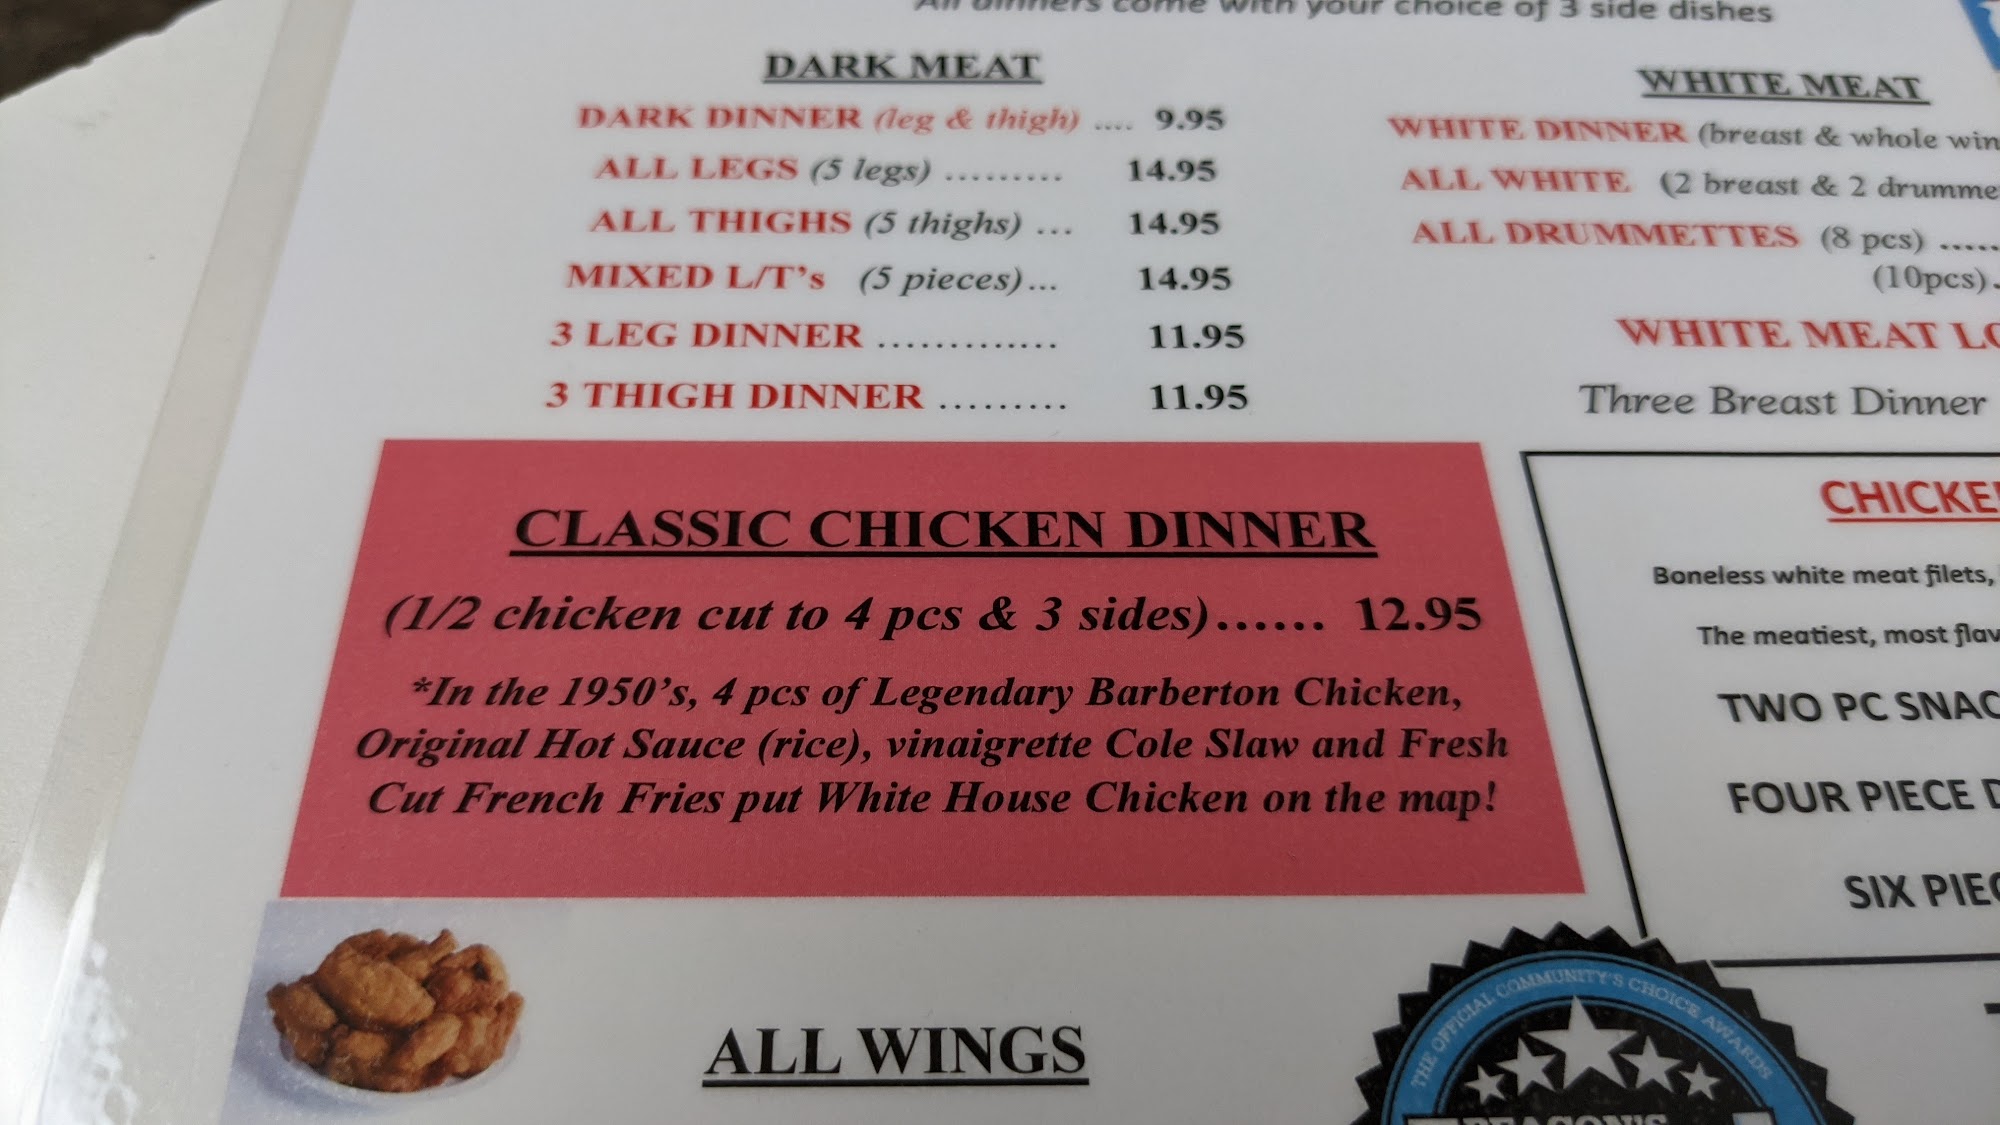 All dinners come with your choice of 3 side dishes
DARK MEAT
DARK DINNER (leg & thigh) .... 9.95
ALL LEGS (5 legs) ......... 14.95
ALL THIGHS (5 thighs) ... 14.95
MIXED L/T's (5 pieces)... 14.95
3 LEG DINNER ............. 11.95
3 THIGH DINNER ......... 11.95
WHITE MEAT
WHITE DINNER (breast & whole
ALL WHITE (2 breast & 2
ALL DRUMMETTES (8 pcs) .....
(10pcs).
WHITE MEAT
Three Breast Dinner
CLASSIC CHICKEN DINNER
(1/2 chicken cut to 4 pcs & 3 sides)...... 12.95
*In the 1950's, 4 pcs of Legendary Barberton Chicken,
Original Hot Sauce (rice), vinaigrette Cole Slaw and Fresh
Cut French Fries put White House Chicken on the map!
Boneless white meat filets,
The meatiest, most
TWO PC
FOUR PIECE
SIX
ALL WINGS
THE OFFICIAL COMMUNITY'S CHOICE AWARDS
BEACON'S